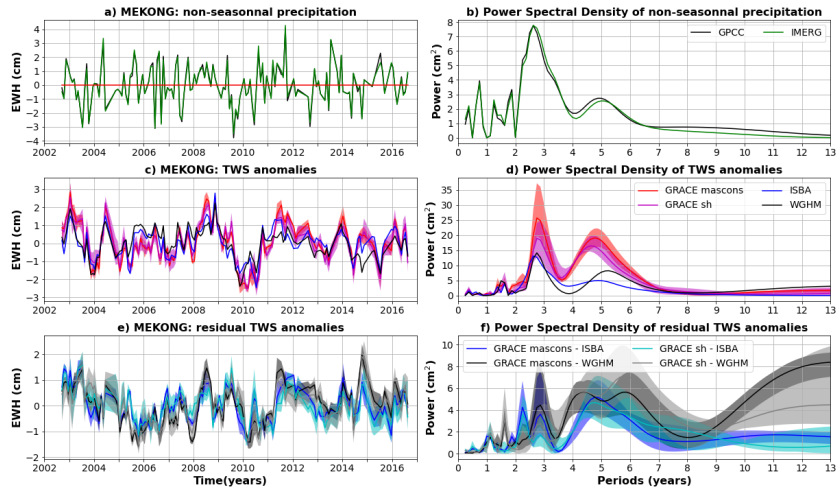 a) MEKONG: non-seasonnal precipitation
EWH (cm)
4
3
2
1
0
−1
−2
−3
−4
2002 2004 2006 2008 2010 2012 2014 2016
b) Power Spectral Density of non-seasonnal precipitation
Power (cm²)
8
7
6
5
4
3
2
1
0
GPCC IMERG
0 1 2 3 4 5 6 7 8 9 10 11 12 13
c) MEKONG: TWS anomalies
EWH (cm)
3
2
1
0
−1
−2
−3
2002 2004 2006 2008 2010 2012 2014 2016
d) Power Spectral Density of TWS anomalies
Power (cm²)
35
30
25
20
15
10
5
0
GRACE mascons ISBA
GRACE sh WGHM
0 1 2 3 4 5 6 7 8 9 10 11 12 13
e) MEKONG: residual TWS anomalies
EWH (cm)
2
1
0
−1
−2
2002 2004 2006 2008 2010 2012 2014 2016
Time(years)
f) Power Spectral Density of residual TWS anomalies
Power (cm²)
10
8
6
4
2
0
GRACE mascons - ISBA GRACE sh - ISBA
GRACE mascons - WGHM GRACE sh - WGHM
0 1 2 3 4 5 6 7 8 9 10 11 12 13
Periods (years)